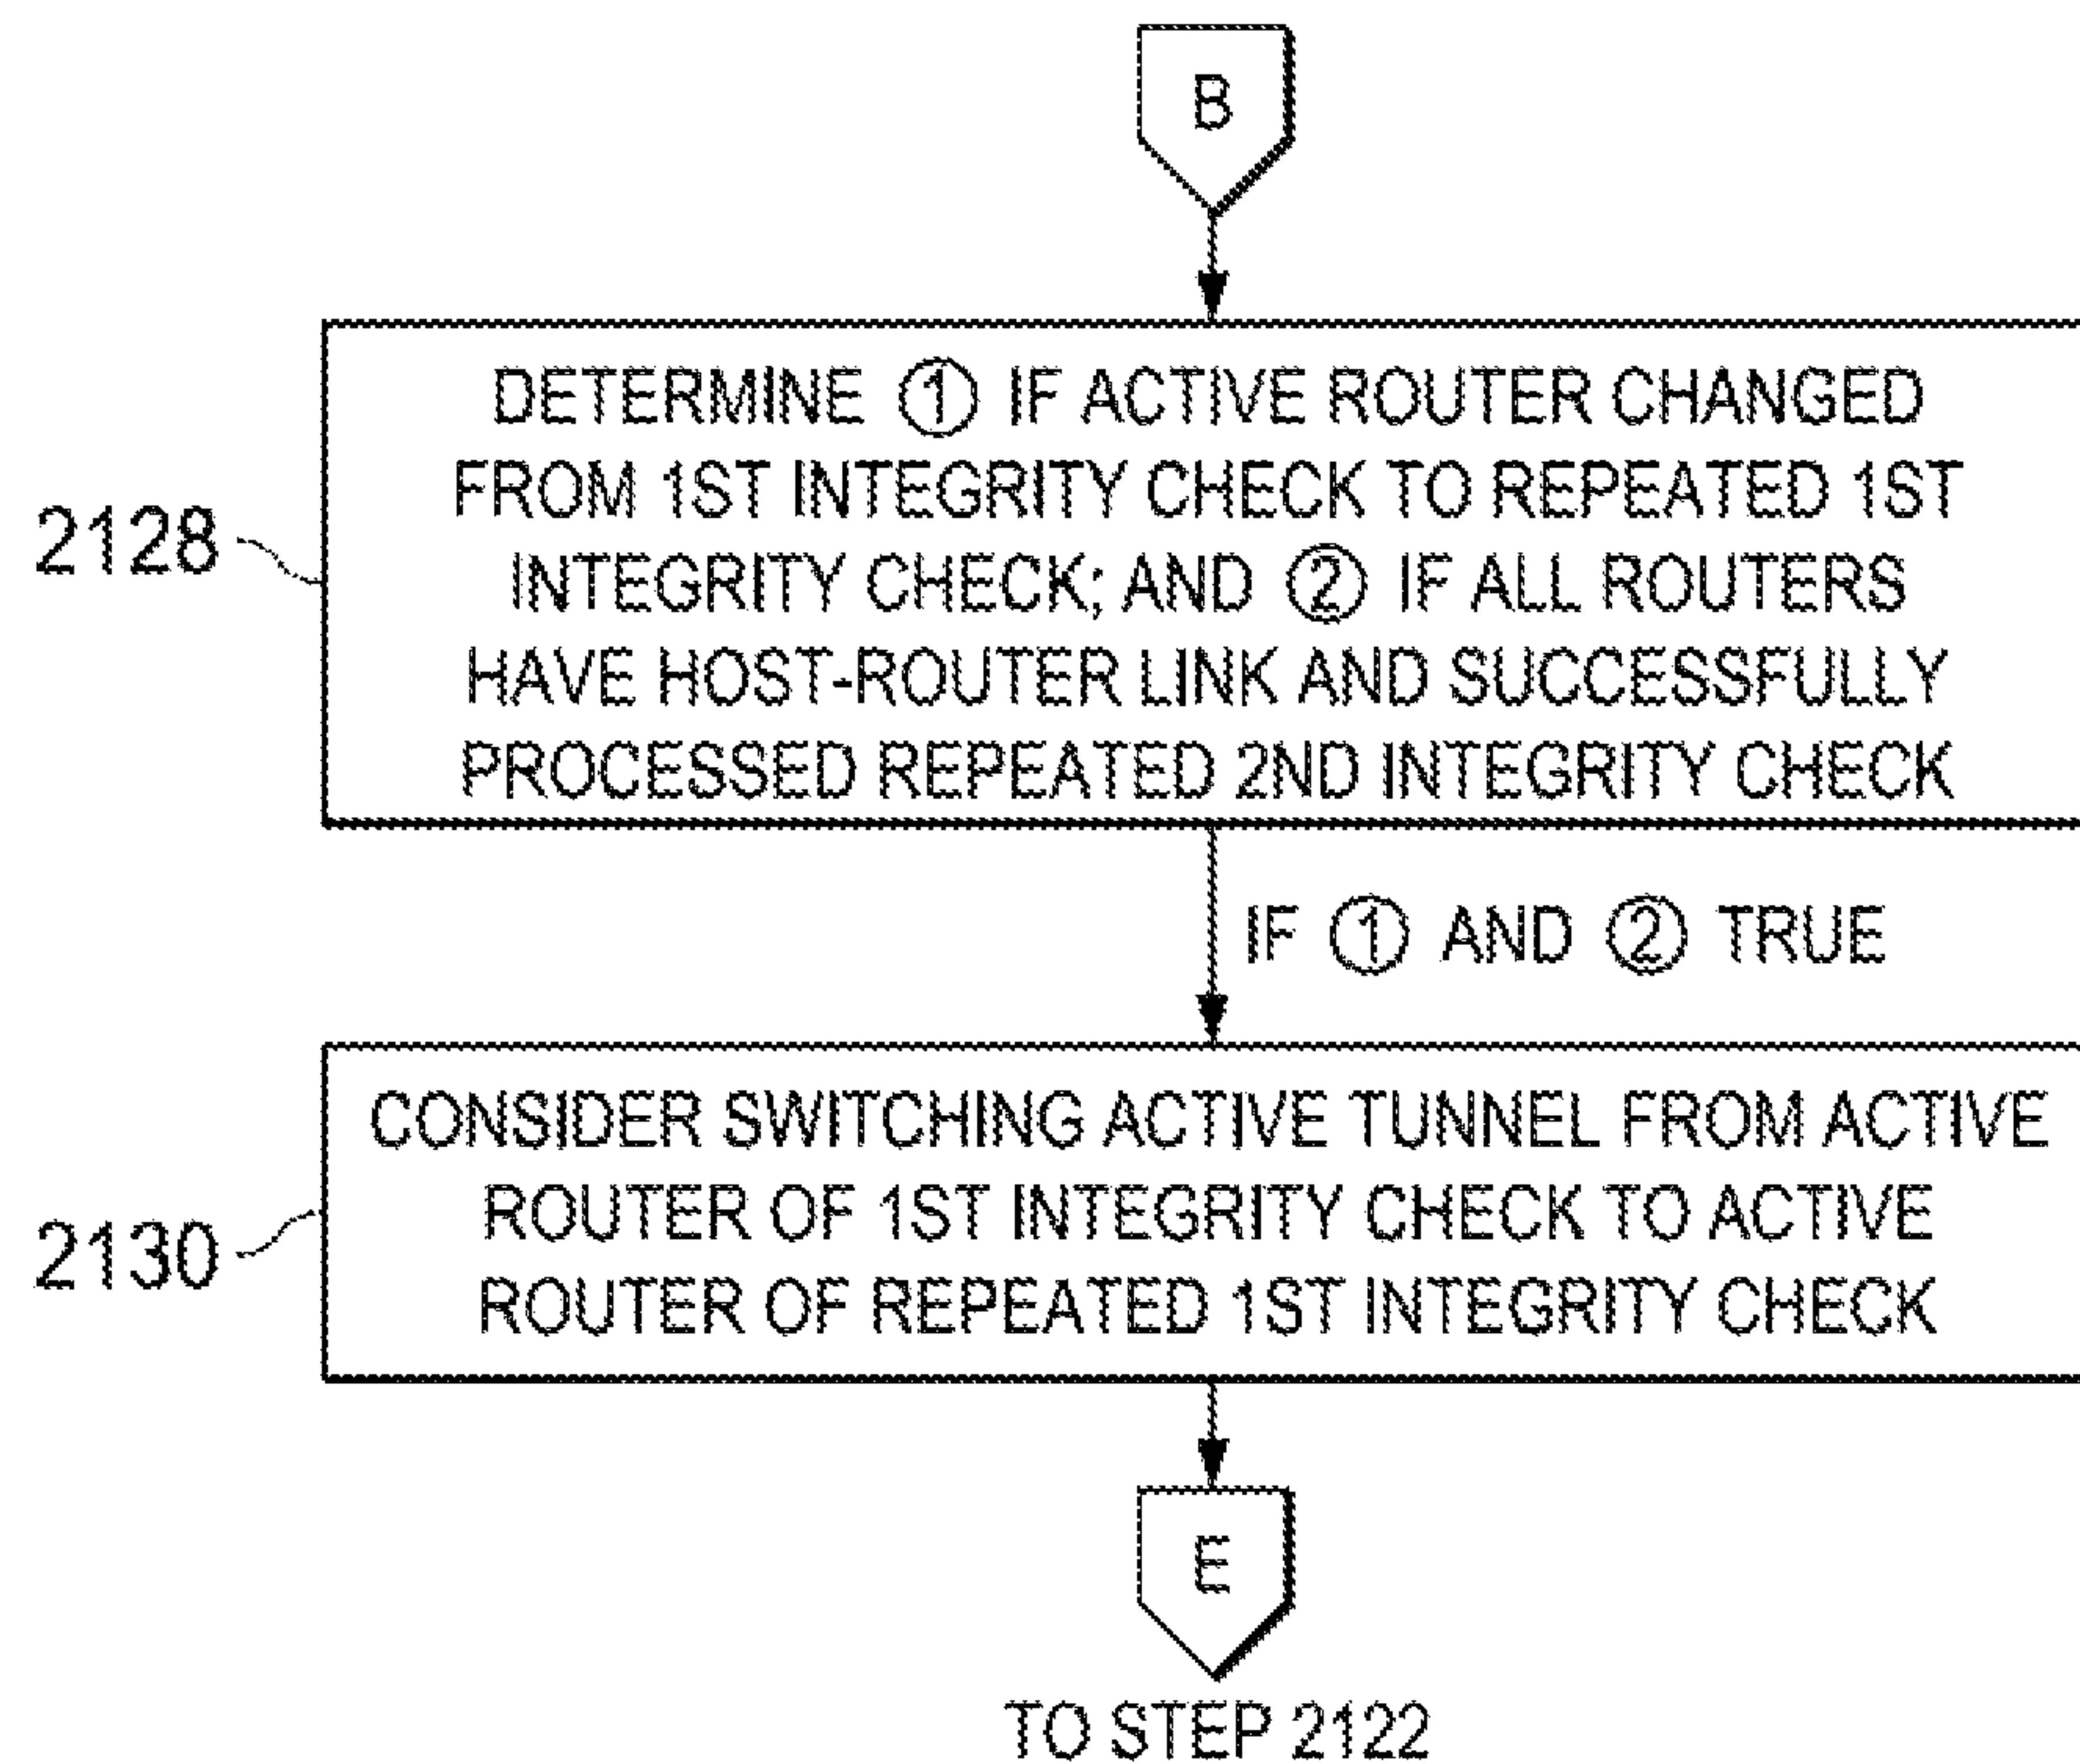 B
DETERMINE ① IF ACTIVE ROUTER CHANGED
FROM 1ST INTEGRITY CHECK TO REPEATED 1ST
INTEGRITY CHECK; AND ② IF ALL ROUTERS
HAVE HOST-ROUTER LINK AND SUCCESSFULLY
PROCESSED REPEATED 2ND INTEGRITY CHECK
2128
IF ① AND ② TRUE
CONSIDER SWITCHING ACTIVE TUNNEL FROM ACTIVE
ROUTER OF 1ST INTEGRITY CHECK TO ACTIVE
ROUTER OF REPEATED 1ST INTEGRITY CHECK
2130
E
TO STEP 2122